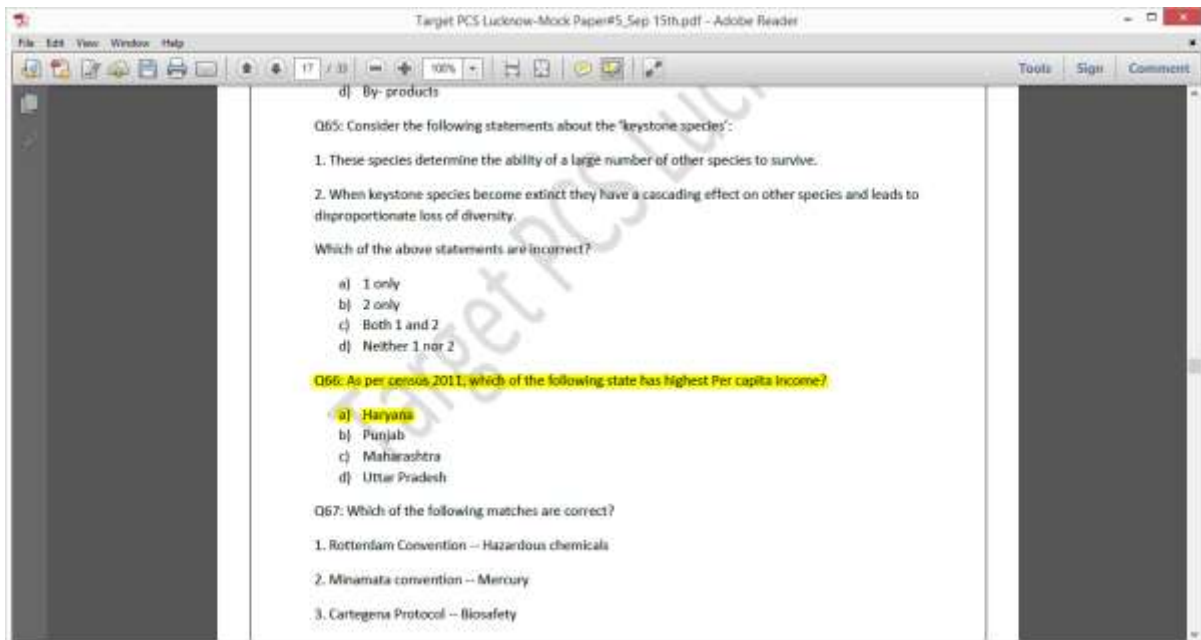 Target PCS Lucknow-Mock Paper#5_Sep 15th.pdf - Adobe Reader
File Edit View Window Help
17 / 33 100% Tools Sign Comment
d) By- products
Q65: Consider the following statements about the 'keystone species':
1. These species determine the ability of a large number of other species to survive.
2. When keystone species become extinct they have a cascading effect on other species and leads to
disproportionate loss of diversity.
Which of the above statements are incorrect?
a) 1 only
b) 2 only
c) Both 1 and 2
d) Neither 1 nor 2
Q66: As per census 2011, which of the following state has highest Per capita Income?
a) Haryana
b) Punjab
c) Maharashtra
d) Uttar Pradesh
Q67: Which of the following matches are correct?
1. Rotterdam Convention -- Hazardous chemicals
2. Minamata convention -- Mercury
3. Cartegena Protocol -- Biosafety
Target PCS Luc